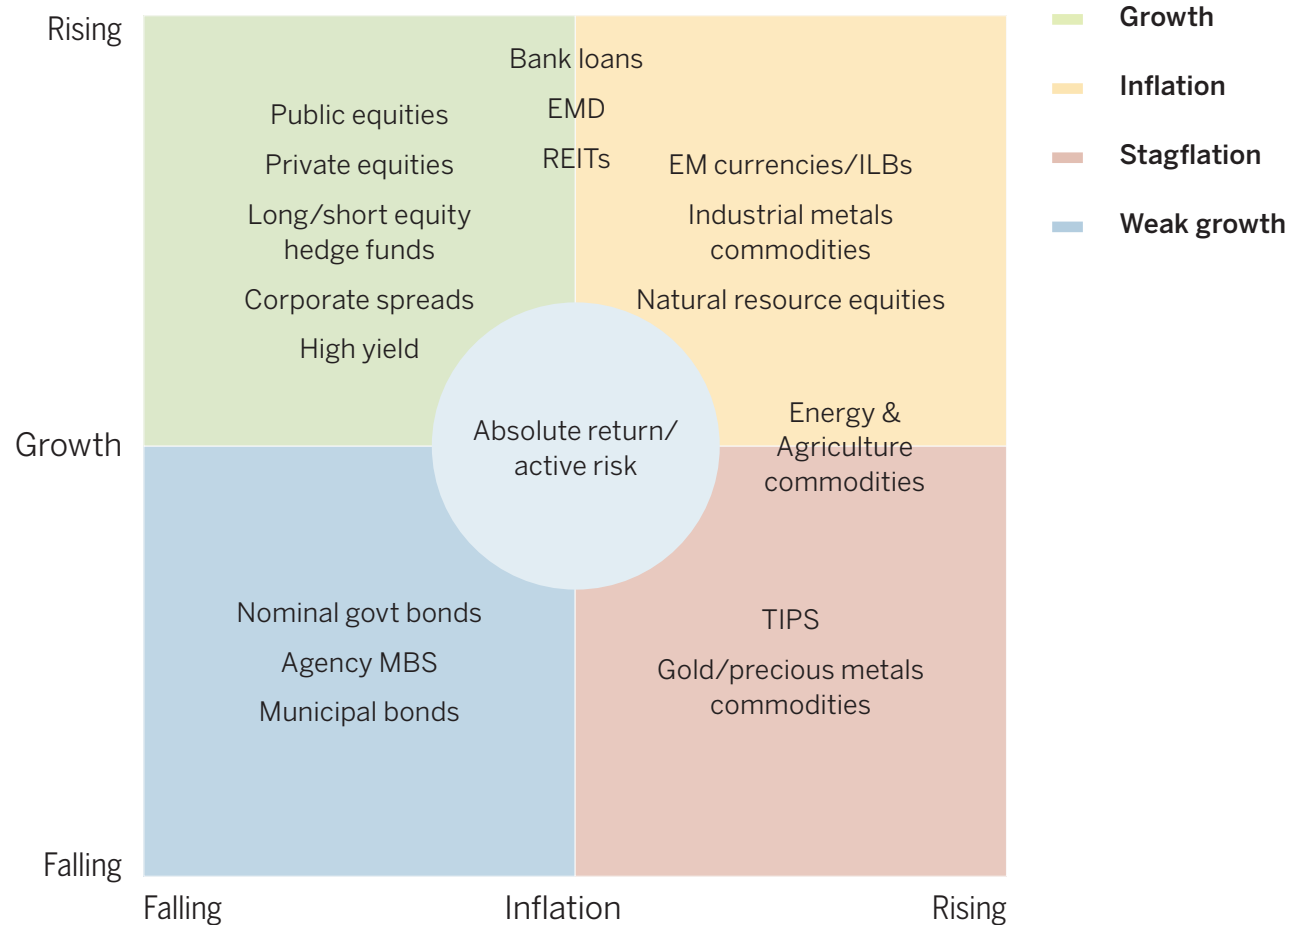 Rising
Bank loans
EMD
REITs
Public equities
Private equities
Long/short equity
hedge funds
Corporate spreads
High yield
EM currencies/ILBs
Industrial metals
commodities
Natural resource equities
Growth
Absolute return/
active risk
Energy &
Agriculture
commodities
Nominal govt bonds
Agency MBS
Municipal bonds
TIPS
Gold/precious metals
commodities
Falling
Falling
Inflation
Rising
Growth
Inflation
Stagflation
Weak growth